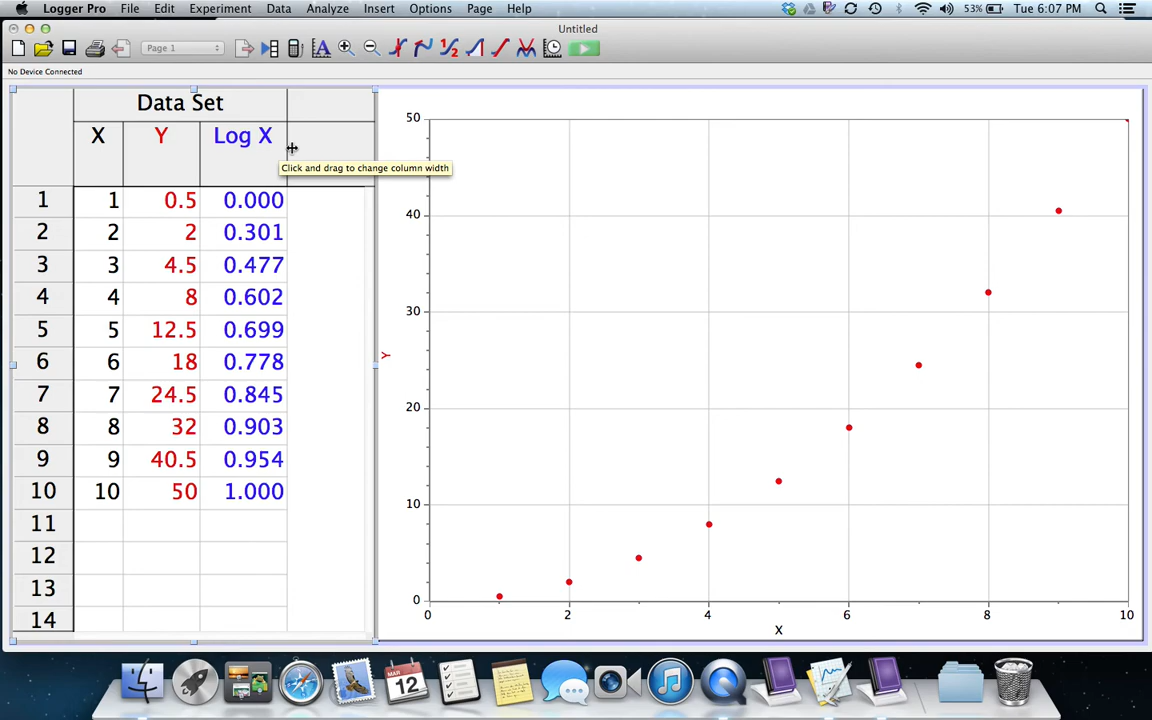 Logger Pro File Edit Experiment Data Analyze Insert Options Page Help 53% Tue 6:07 PM
Untitled
Page 1
No Device Connected
Data Set
X Y Log X
Click and drag to change column width
1 1 0.5 0.000
2 2 2 0.301
3 3 4.5 0.477
4 4 8 0.602
5 5 12.5 0.699
6 6 18 0.778
7 7 24.5 0.845
8 8 32 0.903
9 9 40.5 0.954
10 10 50 1.000
11
12
13
14
50
40
30
Y
20
10
0
0 2 4 6 8 10
X
MAR
12